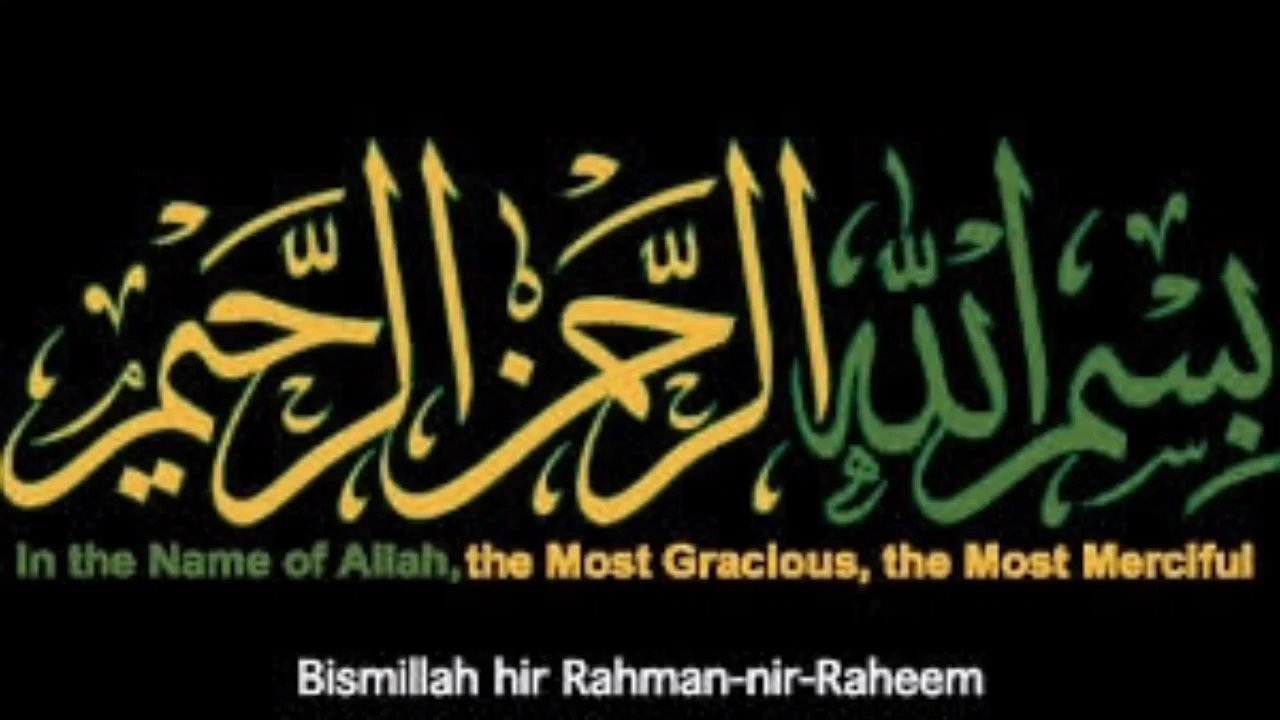 بسم الله الرحمن الرحيم
In the Name of Allah, the Most Gracious, the Most Merciful
Bismillah hir Rahman-nir-Raheem